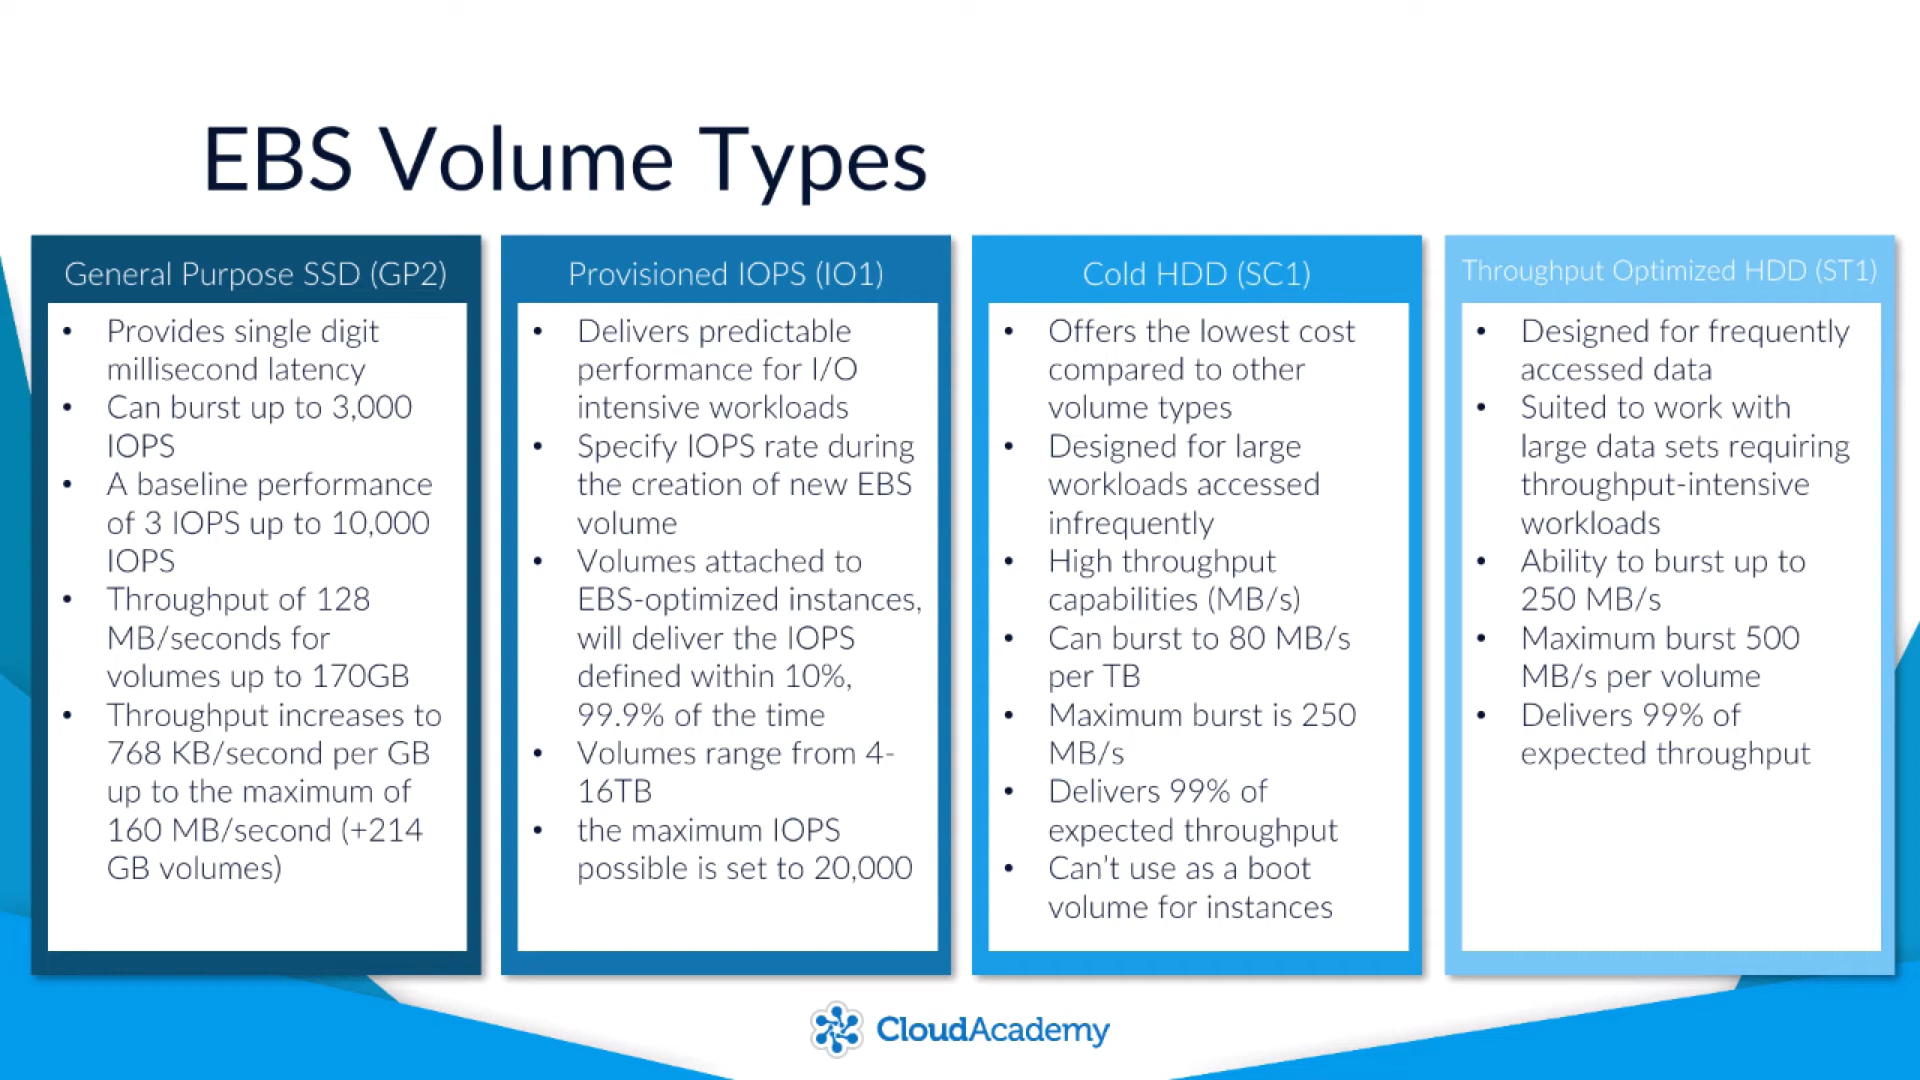 EBS Volume Types
General Purpose SSD (GP2)
• Provides single digit
millisecond latency
• Can burst up to 3,000
IOPS
• A baseline performance
of 3 IOPS up to 10,000
IOPS
• Throughput of 128
MB/seconds for
volumes up to 170GB
• Throughput increases to
768 KB/second per GB
up to the maximum of
160 MB/second (+214
GB volumes)
Provisioned IOPS (IO1)
• Delivers predictable
performance for I/O
intensive workloads
• Specify IOPS rate during
the creation of new EBS
volume
• Volumes attached to
EBS-optimized instances,
will deliver the IOPS
defined within 10%,
99.9% of the time
• Volumes range from 4-
16TB
• the maximum IOPS
possible is set to 20,000
Cold HDD (SC1)
• Offers the lowest cost
compared to other
volume types
• Designed for large
workloads accessed
infrequently
• High throughput
capabilities (MB/s)
• Can burst to 80 MB/s
per TB
• Maximum burst is 250
MB/s
• Delivers 99% of
expected throughput
• Can't use as a boot
volume for instances
Throughput Optimized HDD (ST1)
• Designed for frequently
accessed data
• Suited to work with
large data sets requiring
throughput-intensive
workloads
• Ability to burst up to
250 MB/s
• Maximum burst 500
MB/s per volume
• Delivers 99% of
expected throughput
CloudAcademy